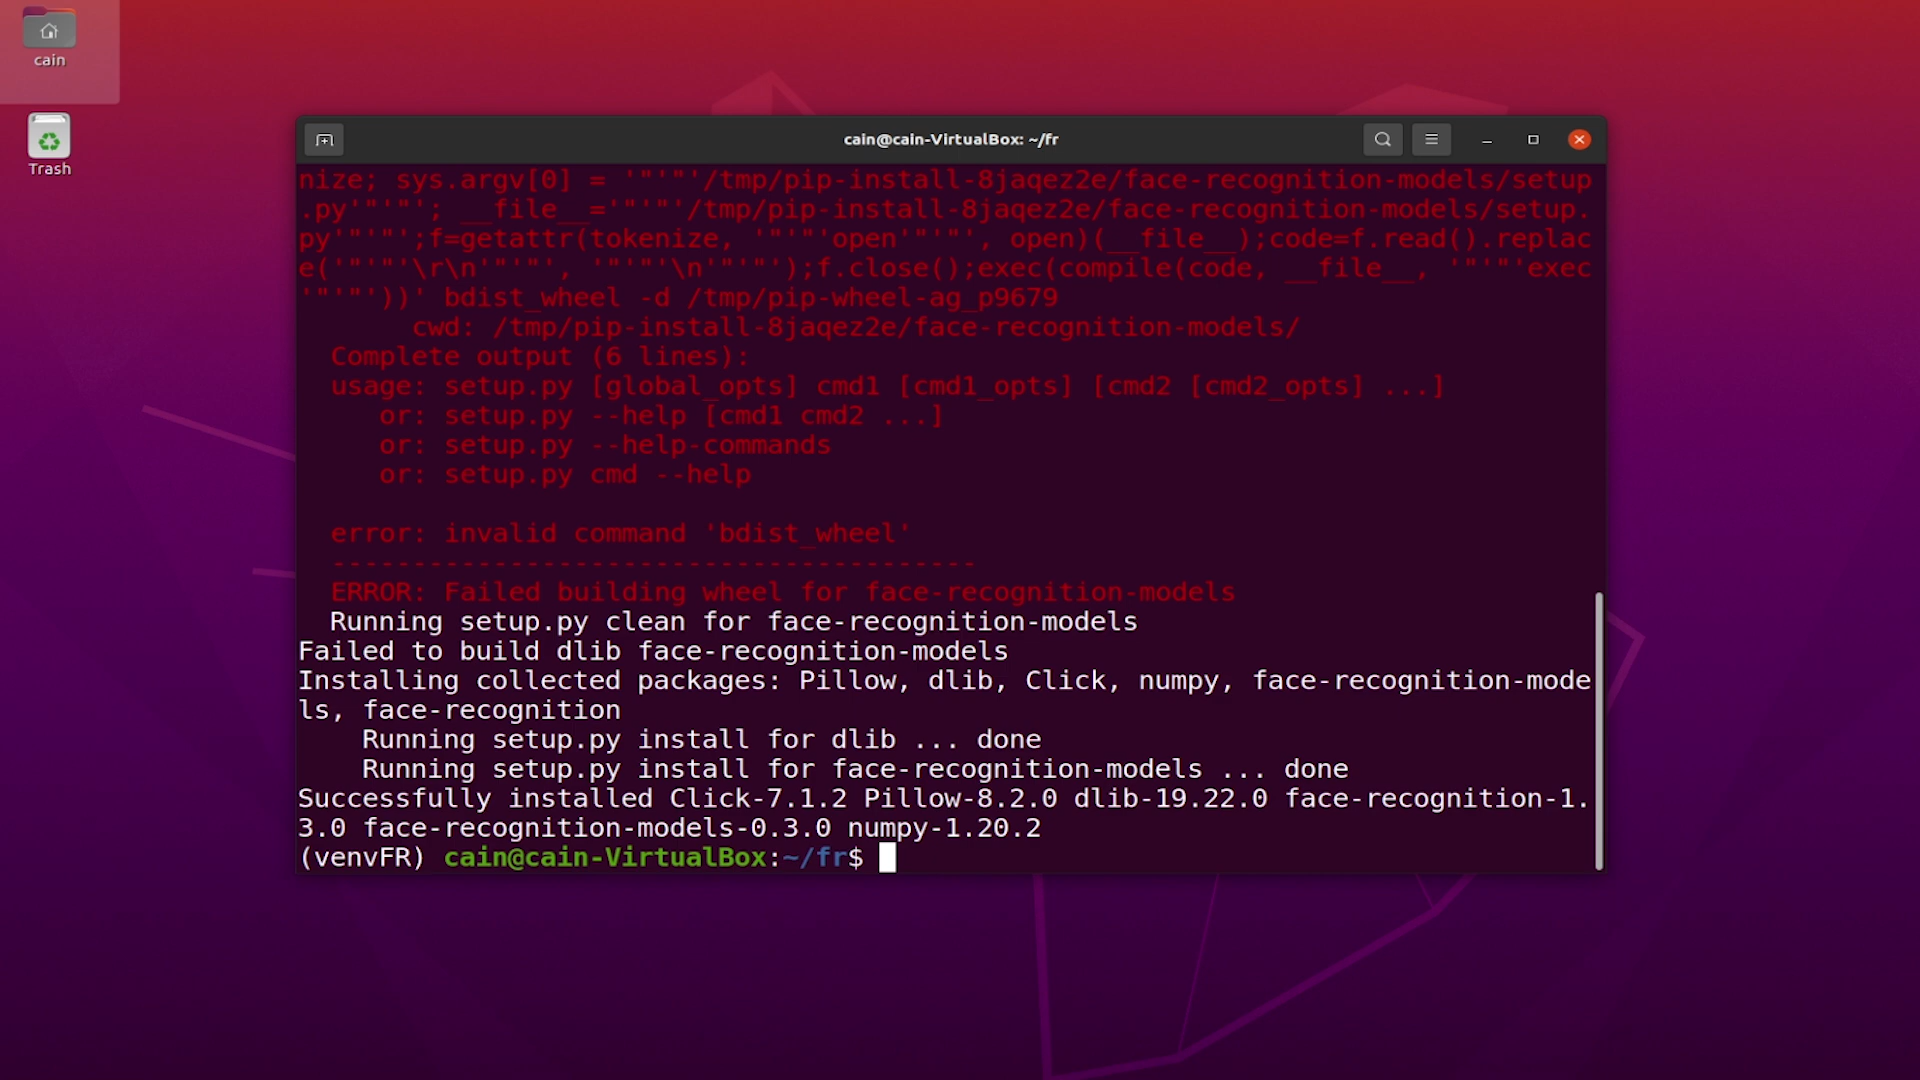 cain
Trash
cain@cain-VirtualBox: ~/fr
nize; sys.argv[0] = '"'"'/tmp/pip-install-8jaqez2e/face-recognition-models/setup
.py'"'"'; __file__='"'"'/tmp/pip-install-8jaqez2e/face-recognition-models/setup.
py'"'"';f=getattr(tokenize, '"'"'open'"'"', open)(__file__);code=f.read().replac
e('"'"'\r\n'"'"', '"'"'\n'"'"');f.close();exec(compile(code, __file__, '"'"'exec
'"'"'))' bdist_wheel -d /tmp/pip-wheel-ag_p9679
cwd: /tmp/pip-install-8jaqez2e/face-recognition-models/
Complete output (6 lines):
usage: setup.py [global_opts] cmd1 [cmd1_opts] [cmd2 [cmd2_opts] ...]
or: setup.py --help [cmd1 cmd2 ...]
or: setup.py --help-commands
or: setup.py cmd --help
error: invalid command 'bdist_wheel'
----------------------------------------
ERROR: Failed building wheel for face-recognition-models
Running setup.py clean for face-recognition-models
Failed to build dlib face-recognition-models
Installing collected packages: Pillow, dlib, Click, numpy, face-recognition-mode
ls, face-recognition
Running setup.py install for dlib ... done
Running setup.py install for face-recognition-models ... done
Successfully installed Click-7.1.2 Pillow-8.2.0 dlib-19.22.0 face-recognition-1.
3.0 face-recognition-models-0.3.0 numpy-1.20.2
(venvFR) cain@cain-VirtualBox:~/fr$